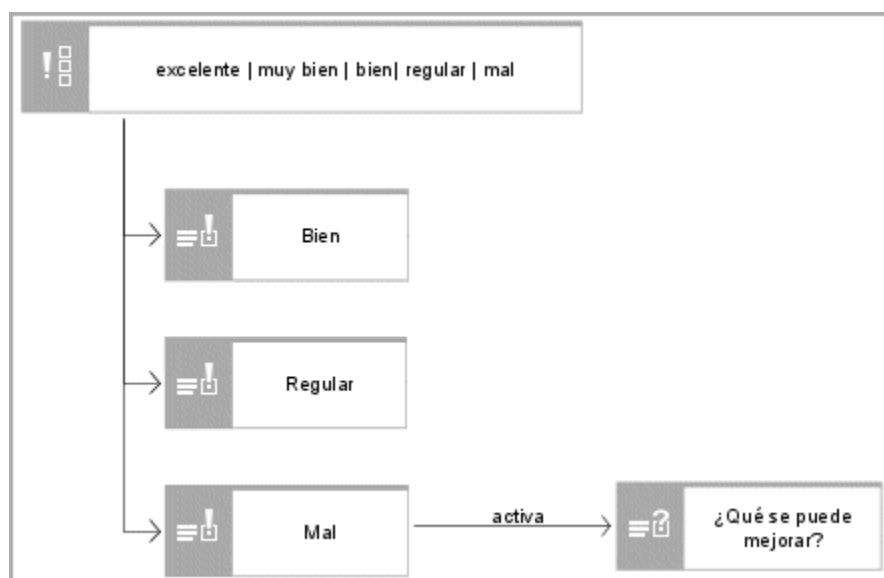 excelente | muy bien | bien| regular | mal
Bien
Regular
Mal
activa
¿Qué se puede
mejorar?